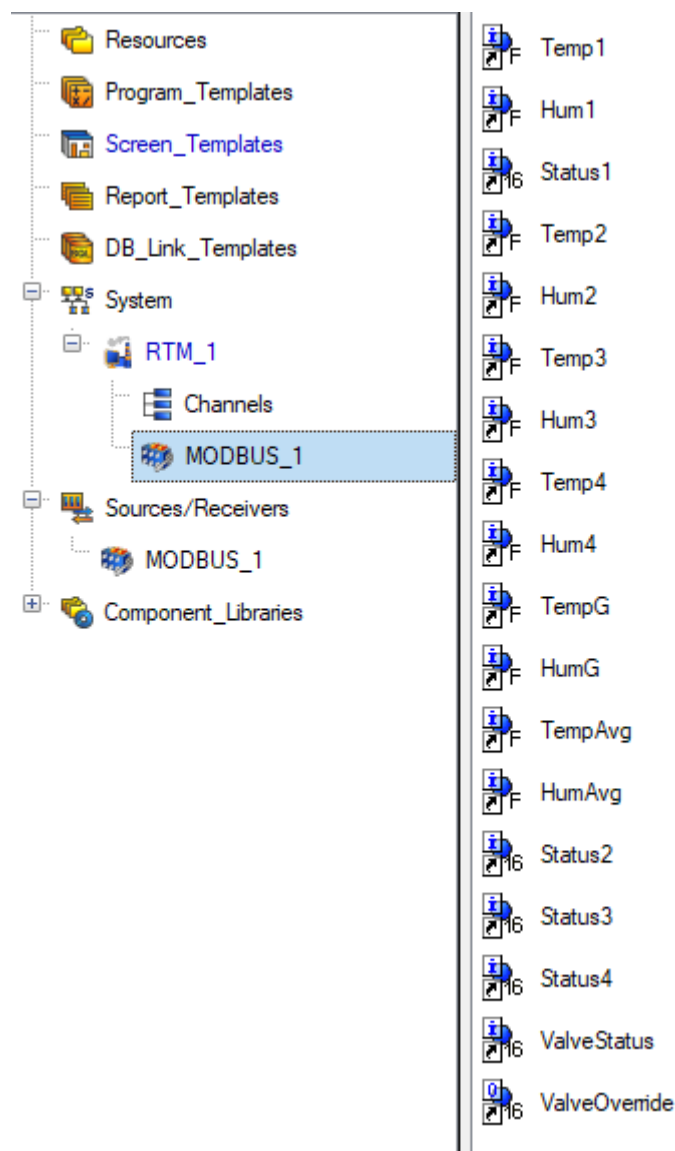 Resources
Program_Templates
Screen_Templates
Report_Templates
DB_Link_Templates
System
RTM_1
Channels
MODBUS_1
Sources/Receivers
MODBUS_1
Component_Libraries
Temp1
Hum1
Status1
Temp2
Hum2
Temp3
Hum3
Temp4
Hum4
TempG
HumG
TempAvg
HumAvg
Status2
Status3
Status4
ValveStatus
ValveOverride